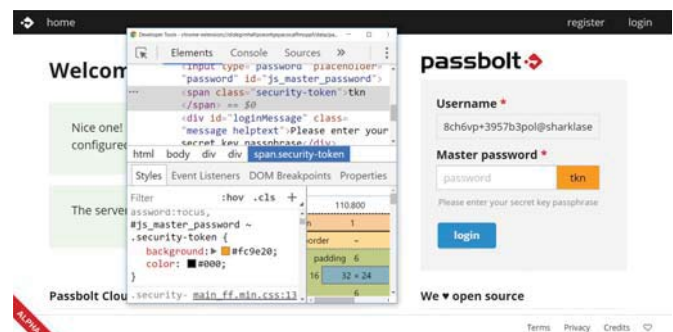 home
register
login
Welcom
Nice one!
configure
The serve
Developer Tools
Elements Console Sources »
<input type="password" placeholder=
"password" id="js_master_password">
<span class="security-token">tkn
</span> == $0
<div id="loginMessage" class=
"message helptext">Please enter your
secret key passphrase</div>
html body div div span.security-token
Styles Event Listeners DOM Breakpoints Properties
Filter :hov .cls +
assword:focus,
#js_master_password ~
.security-token {
background: #fc9e20;
color: #000;
}
.security- main_ff.min.css:13
110.800
n 1
order –
padding 6
16 32 × 24
6
passbolt
Username *
8ch6vp+3957b3pol@sharklase
Master password *
password
tkn
Please enter your secret key passphrase
login
Passbolt Clou
We ♥ open source
ALPHA
Terms Privacy Credits